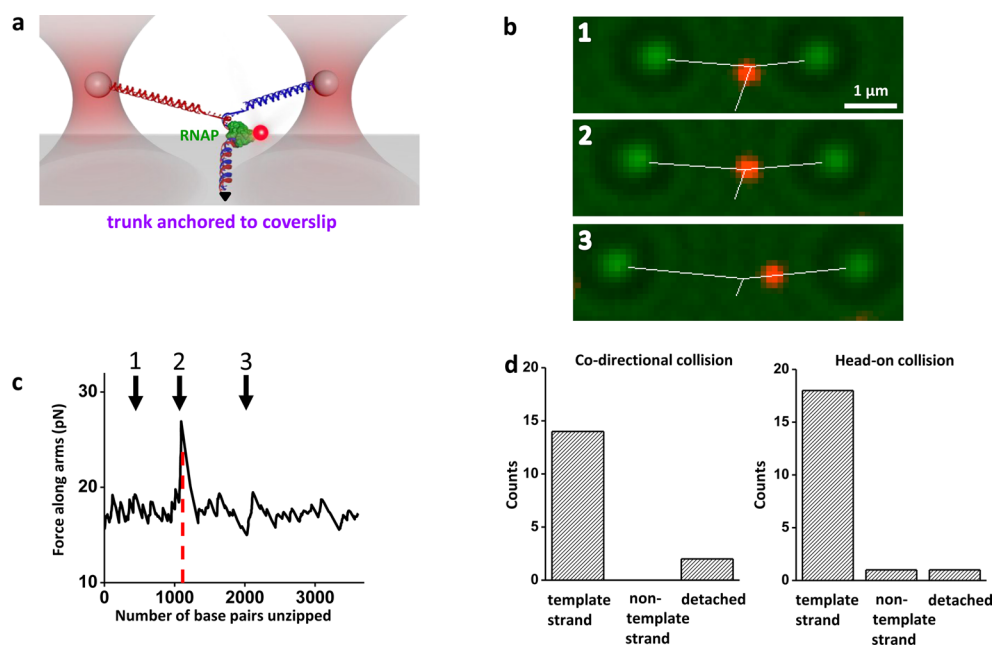 a
RNAP
trunk anchored to coverslip
b
1
1 μm
2
3
c
1 2 3
Force along arms (pN)
30
20
10
0 1000 2000 3000
Number of base pairs unzipped
d
Co-directional collision
Counts
20
15
10
5
0
template strand
non-template strand
detached
Head-on collision
Counts
20
15
10
5
0
template strand
non-template strand
detached